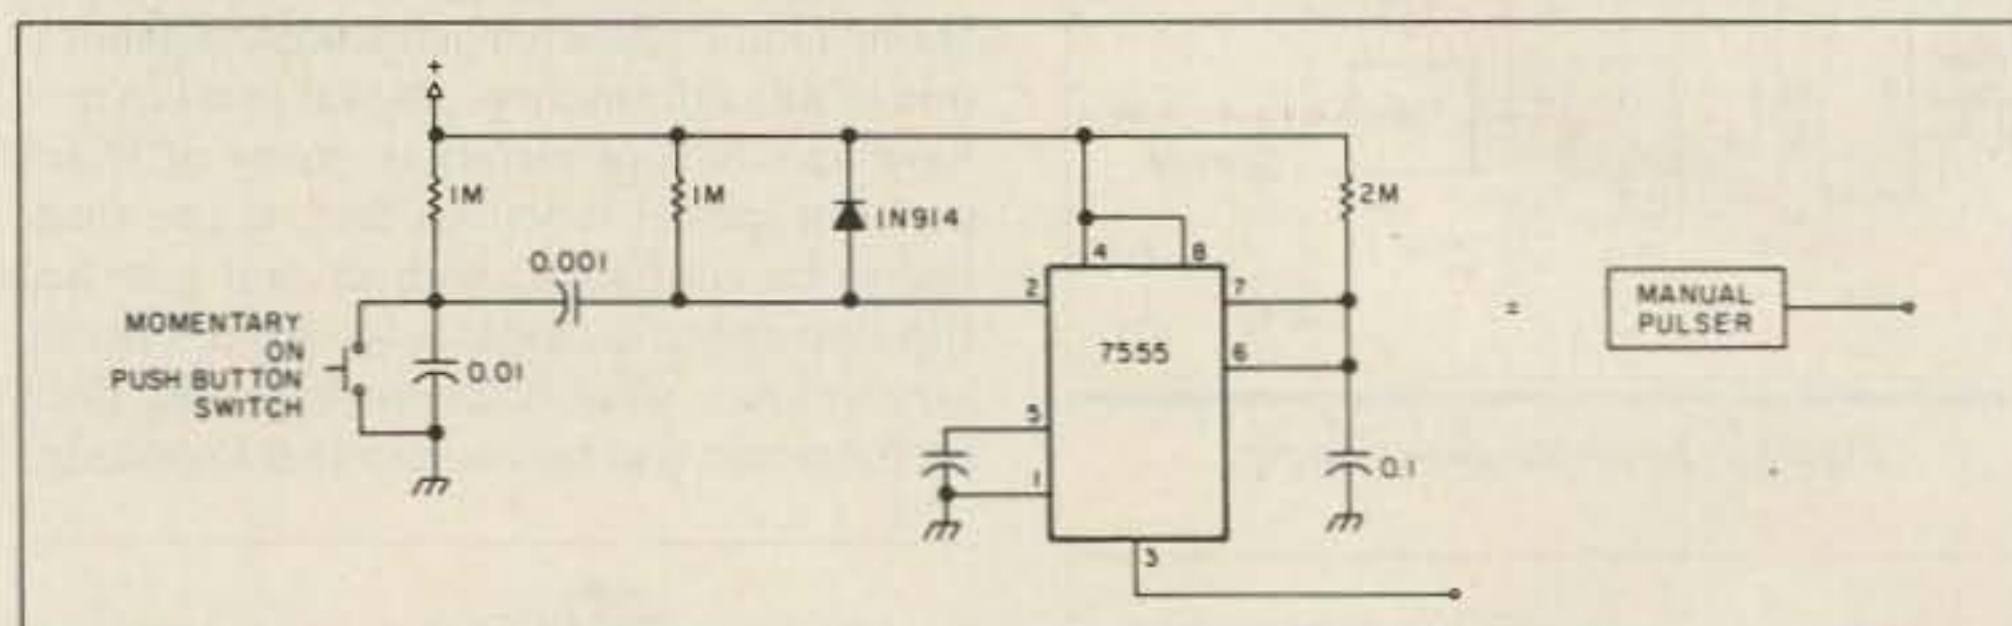 +
1M
1M
1N914
2M
4
8
0.001
2
7
MOMENTARY
ON
PUSH BUTTON
SWITCH
0.01
7555
6
=
MANUAL
PULSER
5
1
0.1
3